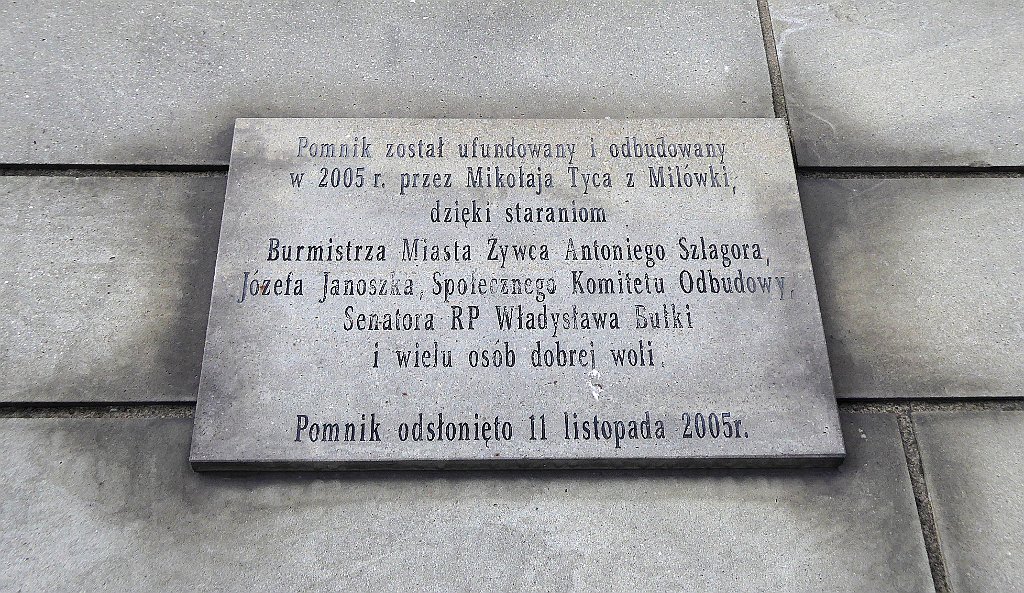 Pomnik został ufundowany i odbudowany
w 2005 r. przez Mikołaja Tyca z Milówki,
dzięki staraniom
Burmistrza Miasta Żywca Antoniego Szlagora,
Józefa Janoszka, Społecznego Komitetu Odbudowy,
Senatora RP Władysława Bułki
i wielu osób dobrej woli.
Pomnik odsłonięto 11 listopada 2005r.